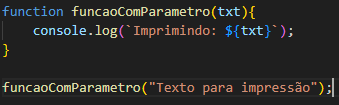 function funcaoComParametro(txt){
    console.log(`Imprimindo: ${txt}`);
}
funcaoComParametro("Texto para impressão");